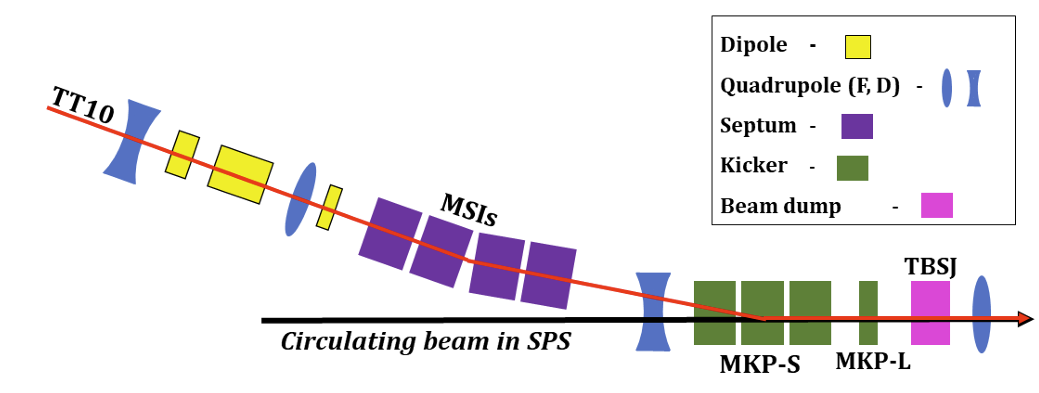 TT10
MSIs
Circulating beam in SPS
MKP-S
MKP-L
TBSJ
Dipole -
Quadrupole (F, D) -
Septum -
Kicker -
Beam dump -